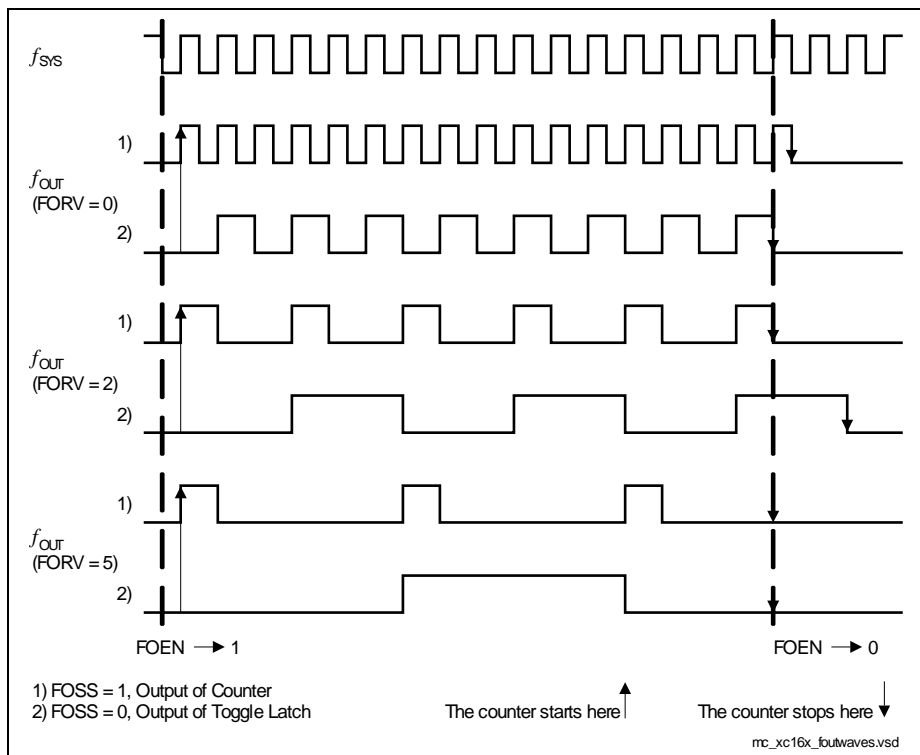 fSYS
1)
fOUT
(FORV = 0)
2)
1)
fOUT
(FORV = 2)
2)
1)
fOUT
(FORV = 5)
2)
FOEN → 1
FOEN → 0
1) FOSS = 1, Output of Counter
2) FOSS = 0, Output of Toggle Latch
The counter starts here
The counter stops here
mc_xc16x_foutwaves.vsd